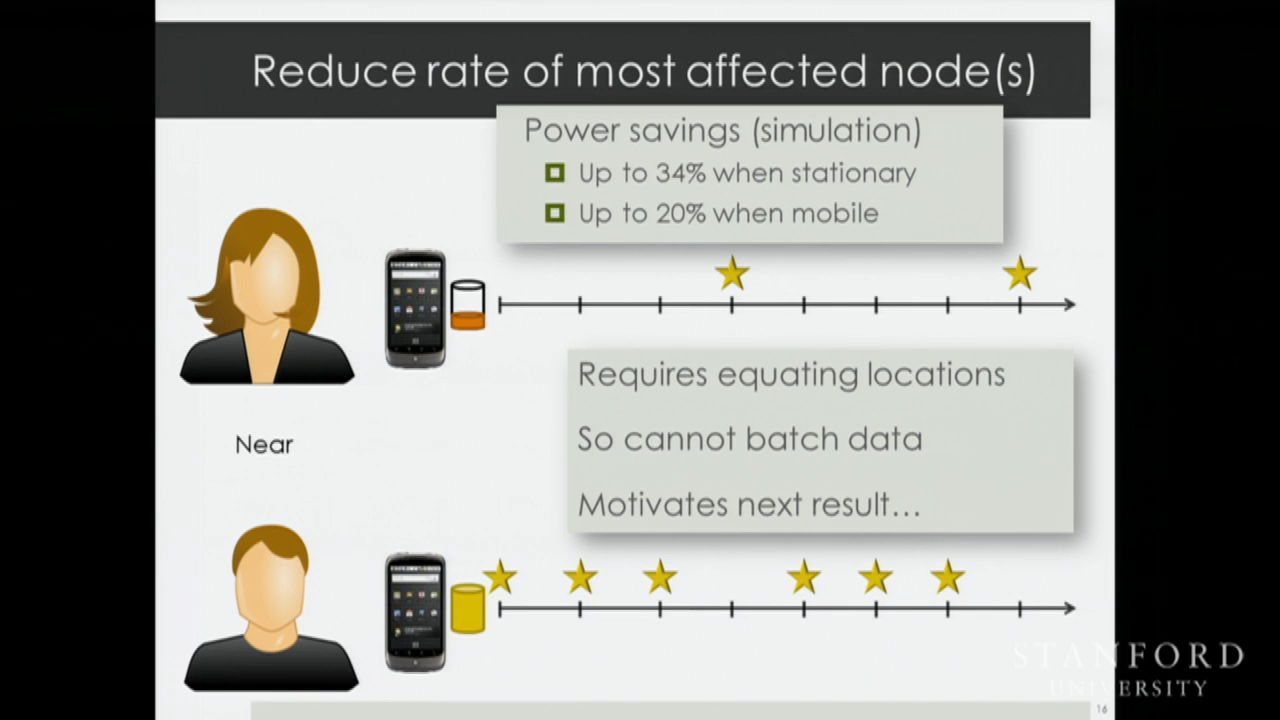 Reduce rate of most affected node(s)
Power savings (simulation)
Up to 34% when stationary
Up to 20% when mobile
Requires equating locations
So cannot batch data
Near
Motivates next result…
STANFORD
UNIVERSITY
16